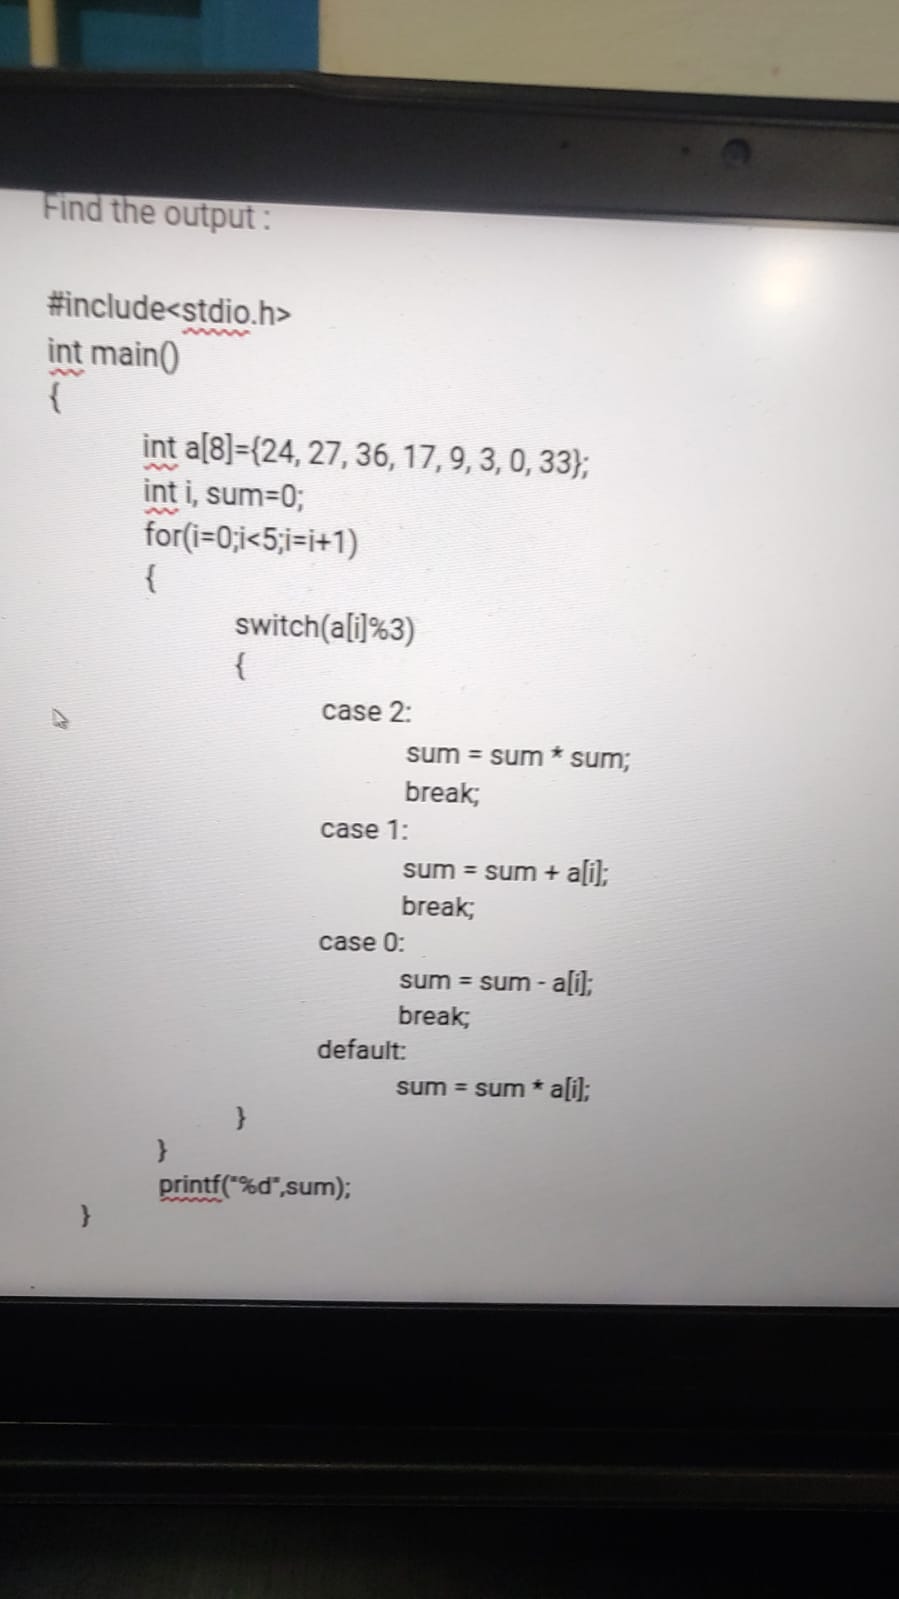 Find the output :
#include<stdio.h>
int main()
{
int a[8]={24, 27, 36, 17, 9, 3, 0, 33};
int i, sum=0;
for(i=0;i<5;i=i+1)
{
switch(a[i]%3)
{
case 2:
sum = sum * sum;
break;
case 1:
sum = sum + a[i];
break;
case 0:
sum = sum - a[i];
break;
default:
sum = sum * a[i];
}
}
printf("%d",sum);
}